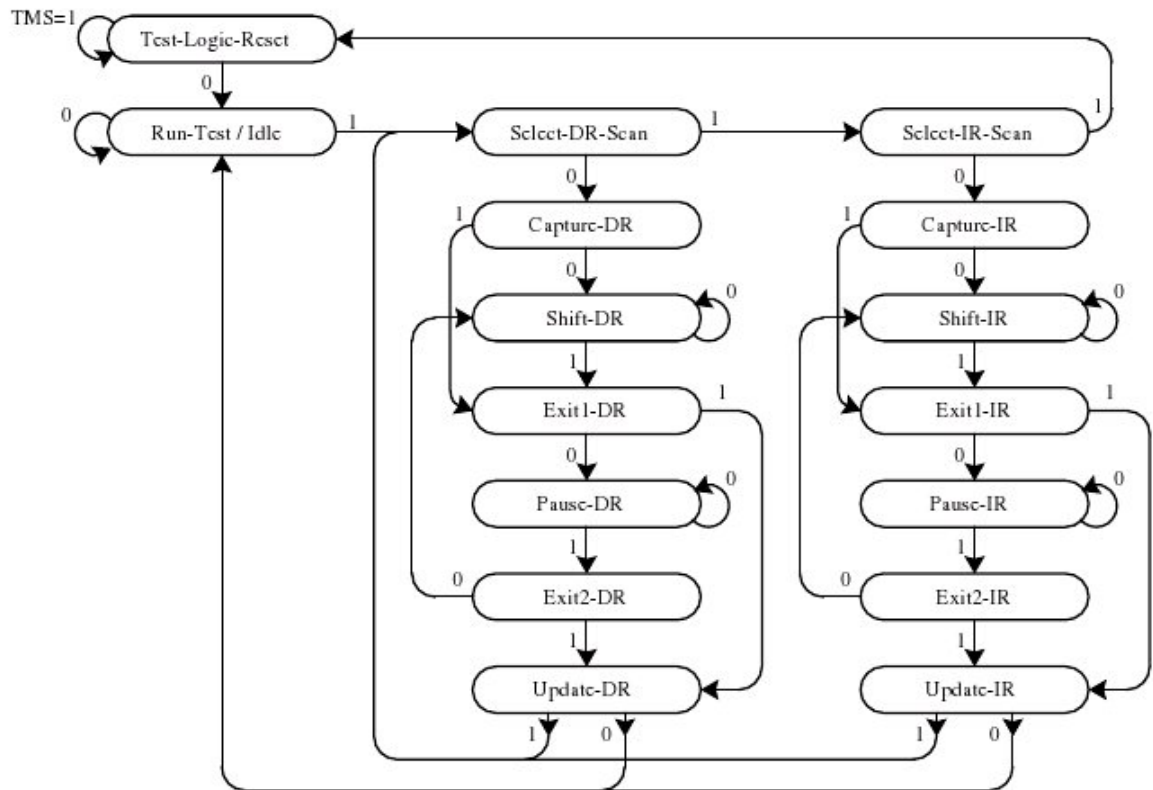 TMS=1
Test-Logic-Reset
0
1
0
Run-Test / Idle
1
Select-DR-Scan
1
Select-IR-Scan
0
0
1
Capture-DR
1
Capture-IR
0
0
Shift-DR
0
Shift-IR
0
1
1
Exit1-DR
1
Exit1-IR
1
0
0
Pause-DR
0
Pause-IR
0
1
1
0
Exit2-DR
0
Exit2-IR
1
1
Update-DR
Update-IR
1
0
1
0